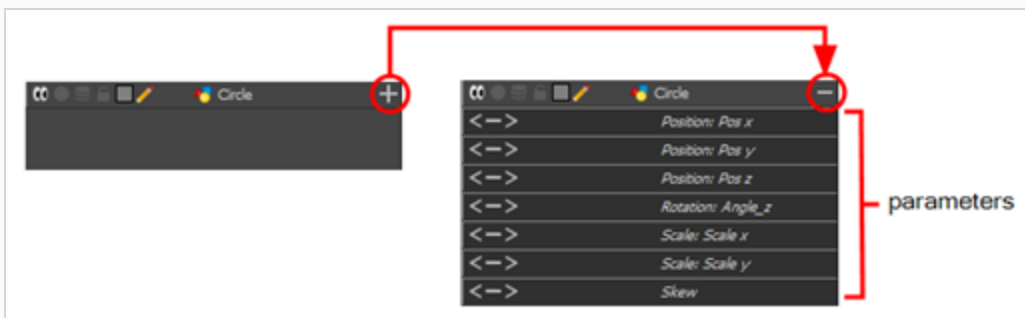 Circle
Circle
<-> Position: Pos x
<-> Position: Pos y
<-> Position: Pos z
<-> Rotation: Angle_z
<-> Scale: Scale x
<-> Scale: Scale y
<-> Skew
parameters